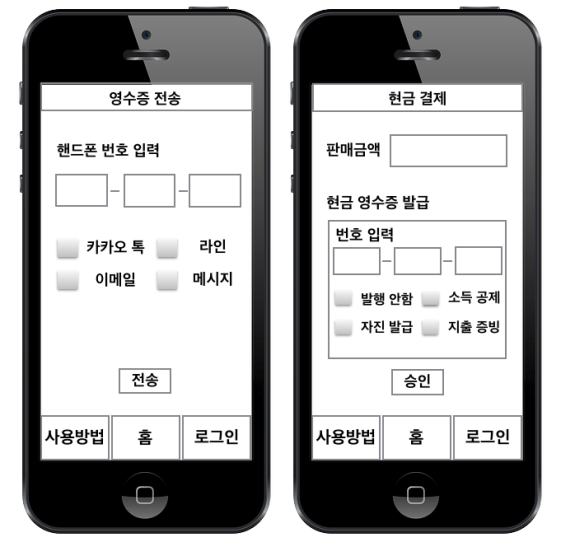 영수증 전송
핸드폰 번호 입력
– –
카카오 톡 라인
이메일 메시지
전송
사용방법 홈 로그인
현금 결제
판매금액
현금 영수증 발급
번호 입력
– –
발행 안함 소득 공제
자진 발급 지출 증빙
승인
사용방법 홈 로그인